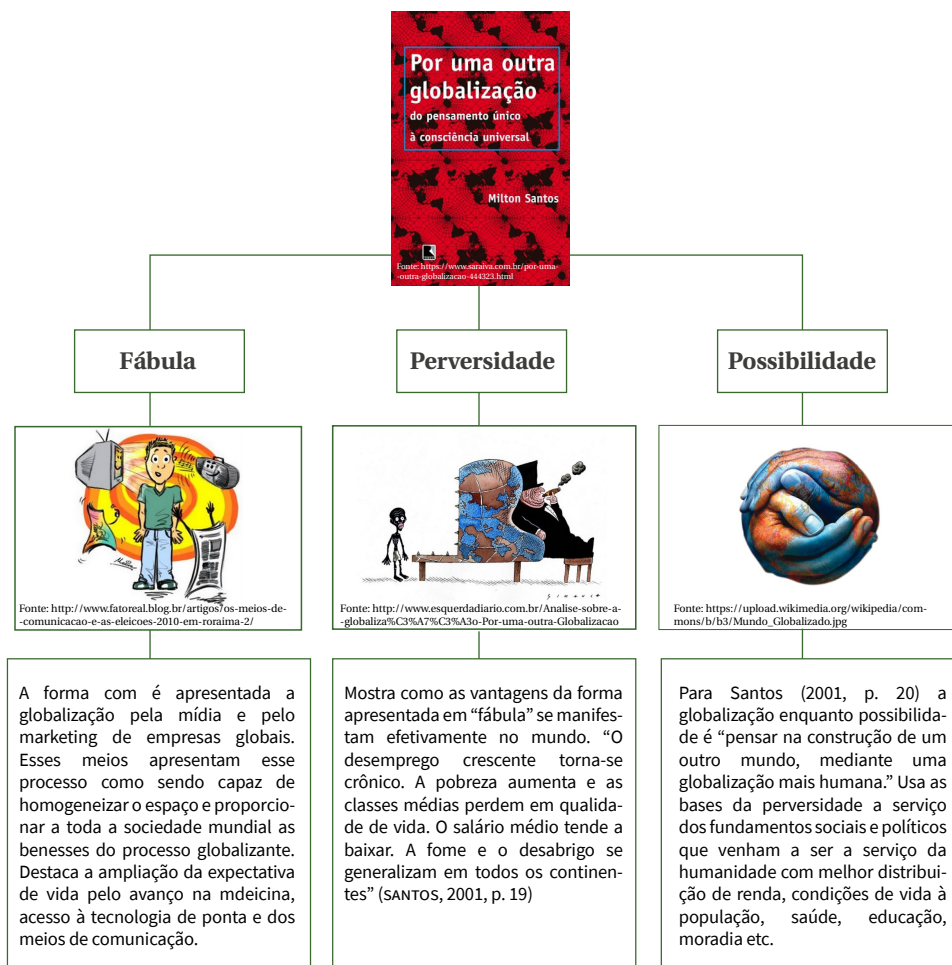 Por uma outra
globalização
do pensamento único
à consciência universal
Milton Santos
Fonte: https://www.saraiva.com.br/por-uma-
-outra-globalizacao-444323.html
Fábula
Perversidade
Possibilidade
Fonte: http://www.fatoreal.blog.br/artigos/os-meios-de-
-comunicacao-e-as-eleicoes-2010-em-roraima-2/
Fonte: http://www.esquerdadiario.com.br/Analise-sobre-a-
-globaliza%C3%A7%C3%A3o-Por-uma-outra-Globalizacao
Fonte: https://upload.wikimedia.org/wikipedia/com-
mons/b/b3/Mundo_Globalizado.jpg
A forma com é apresentada a
globalização pela mídia e pelo
marketing de empresas globais.
Esses meios apresentam esse
processo como sendo capaz de
homogeneizar o espaço e proporcio-
nar a toda a sociedade mundial as
benesses do processo globalizante.
Destaca a ampliação da expectativa
de vida pelo avanço na mdeicina,
acesso à tecnologia de ponta e dos
meios de comunicação.
Mostra como as vantagens da forma
apresentada em “fábula” se manifes-
tam efetivamente no mundo. “O
desemprego crescente torna-se
crônico. A pobreza aumenta e as
classes médias perdem em qualida-
de de vida. O salário médio tende a
baixar. A fome e o desabrigo se
generalizam em todos os continen-
tes” (SANTOS, 2001, p. 19)
Para Santos (2001, p. 20) a
globalização enquanto possibilida-
de é “pensar na construção de um
outro mundo, mediante uma
globalização mais humana.” Usa as
bases da perversidade a serviço
dos fundamentos sociais e políticos
que venham a ser a serviço da
humanidade com melhor distribui-
ção de renda, condições de vida à
população, saúde, educação,
moradia etc.